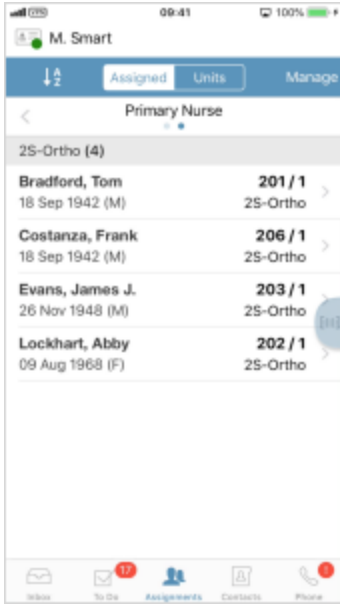 09:41 100%
M. Smart
Assigned Units Manage
Primary Nurse
2S-Ortho (4)
Bradford, Tom 201 / 1
18 Sep 1942 (M) 2S-Ortho
Costanza, Frank 206 / 1
18 Sep 1942 (M) 2S-Ortho
Evans, James J. 203 / 1
26 Nov 1948 (M) 2S-Ortho
Lockhart, Abby 202 / 1
09 Aug 1968 (F) 2S-Ortho
17 !
Inbox To Do Assignments Contacts Phone